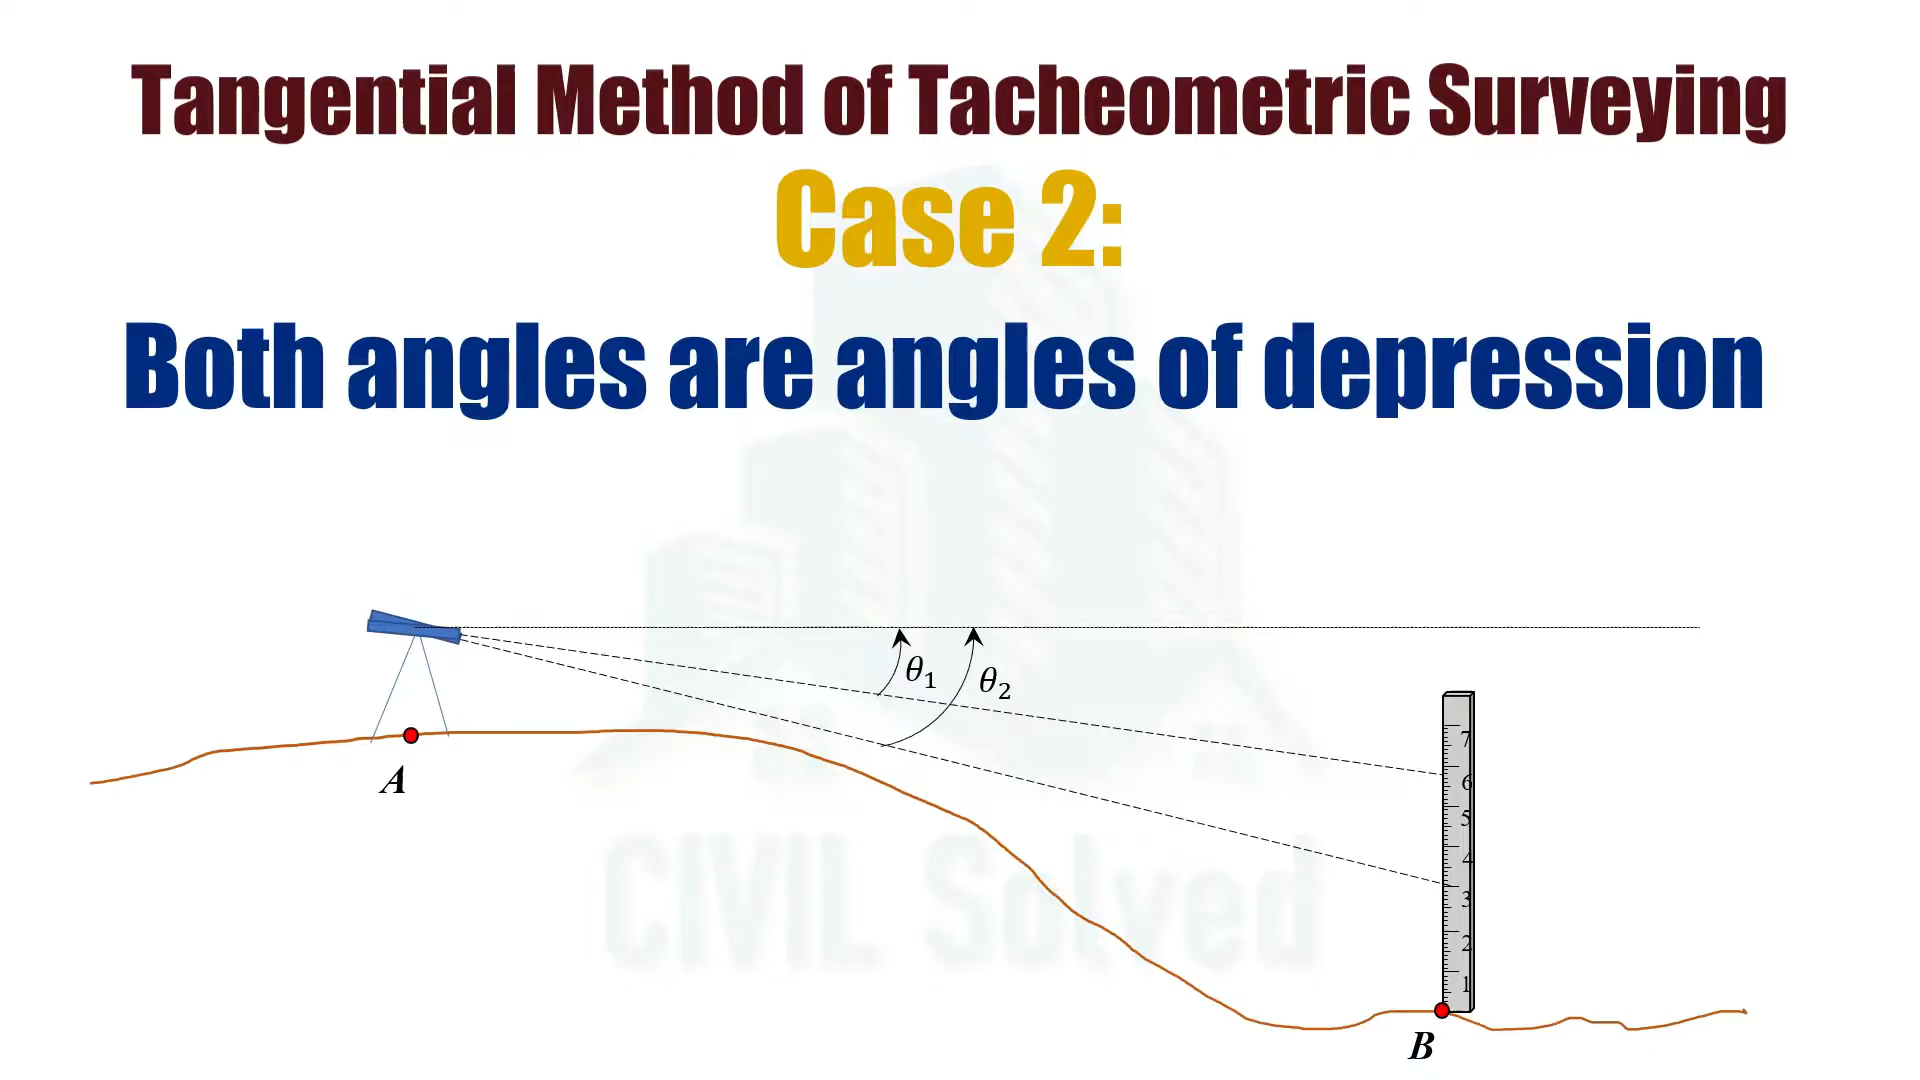 Tangential Method of Tacheometric Surveying
Case 2:
Both angles are angles of depression
θ₁
θ₂
7
6
5
4
3
2
1
A
B
CIVIL Solved